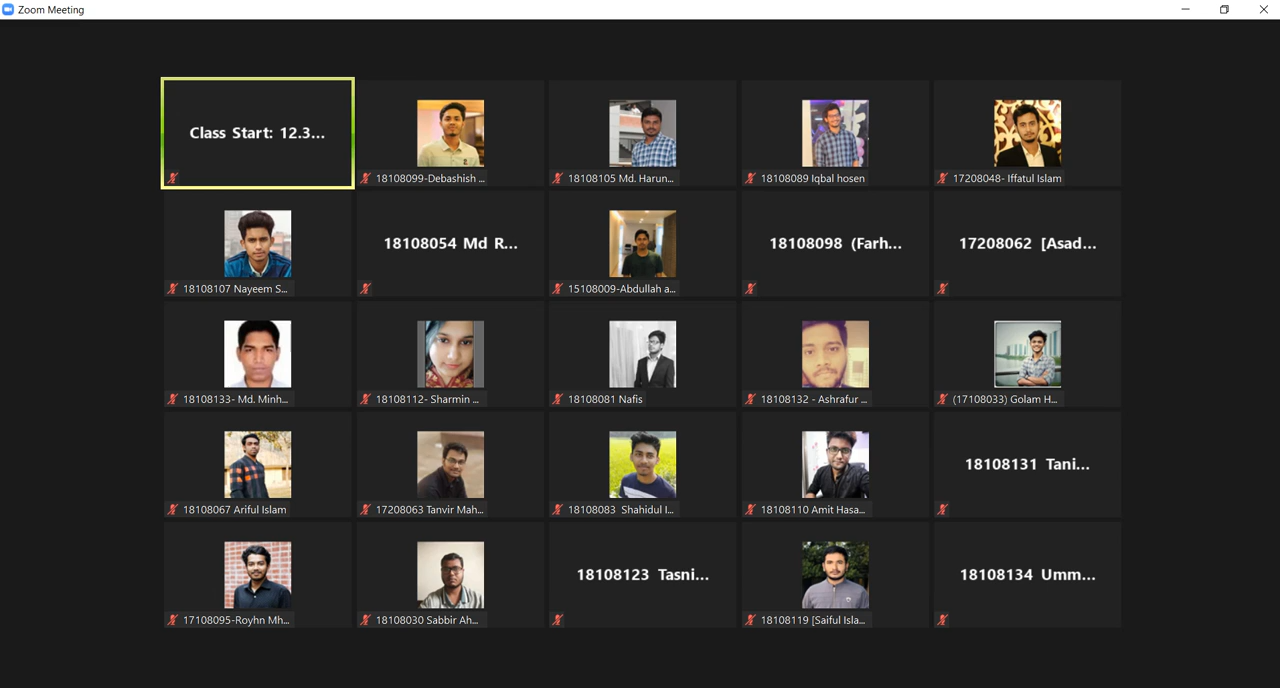 Zoom Meeting
Class Start: 12.3...
18108099-Debashish ...
18108105 Md. Harun...
18108089 Iqbal hosen
17208048- Iffatul Islam
18108107 Nayeem S...
18108054 Md R...
15108009-Abdullah a...
18108098 (Farh...
17208062 [Asad...
18108133- Md. Minh...
18108112- Sharmin ...
18108081 Nafis
18108132 - Ashrafur ...
(17108033) Golam H...
18108067 Ariful Islam
17208063 Tanvir Mah...
18108083 Shahidul I...
18108110 Amit Hasa...
18108131 Tani...
17108095-Royhn Mh...
18108030 Sabbir Ah...
18108123 Tasni...
18108119 [Saiful Isla...
18108134 Umm...